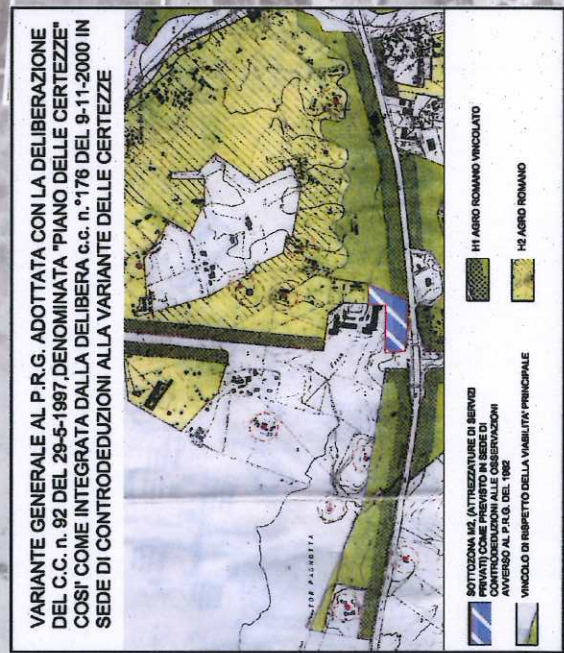 VARIANTE GENERALE AL P.R.G. ADOTTATA CON LA DELIBERAZIONE
DEL C.C. n. 92 DEL 29-5-1997,DENOMINATA "PIANO DELLE CERTEZZE"
COSI' COME INTEGRATA DALLA DELIBERA c.c. n.°176 DEL 9-11-2000 IN
SEDE DI CONTRODEDUZIONI ALLA VARIANTE DELLE CERTEZZE
TOR PAGNOTTA
SOTTOZONA M2, (ATTREZZATURE DI SERVIZI
PRIVATI) COME PREVISTO IN SEDE DI
CONTRODEDUZIONI ALLE OSSERVAZIONI
AVVERSO AL P.R.G. DEL 1962
VINCOLO DI RISPETTO DELLA VIABILITA' PRINCIPALE
H1 AGRO ROMANO VINCOLATO
H2 AGRO ROMANO